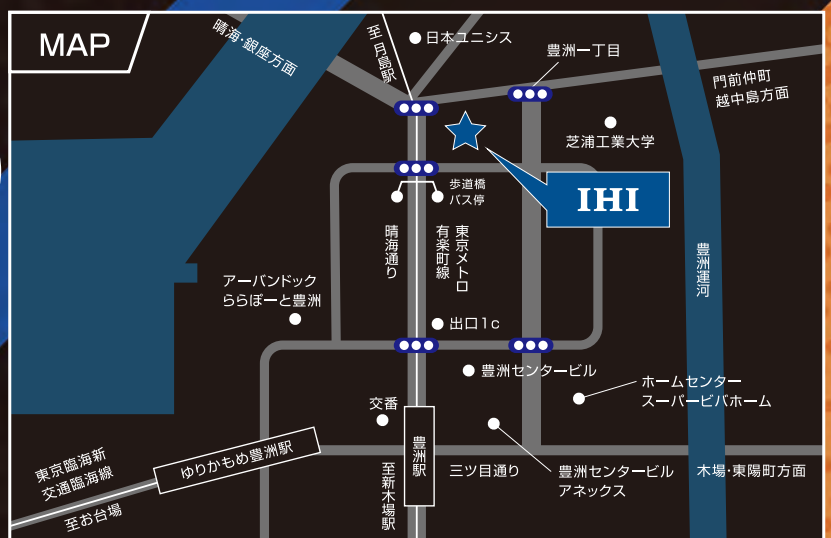 MAP
晴海・銀座方面
至月島駅
日本ユニシス
豊洲一丁目
門前仲町
越中島方面
芝浦工業大学
IHI
歩道橋
バス停
晴海通り
東京メトロ
有楽町線
豊洲運河
アーバンドック
ららぽーと豊洲
出口1c
豊洲センタービル
ホームセンター
スーパービバホーム
交番
豊洲駅
ゆりかもめ豊洲駅
東京臨海新
交通臨海線
至お台場
至新木場駅
三ツ目通り
豊洲センタービル
アネックス
木場・東陽町方面